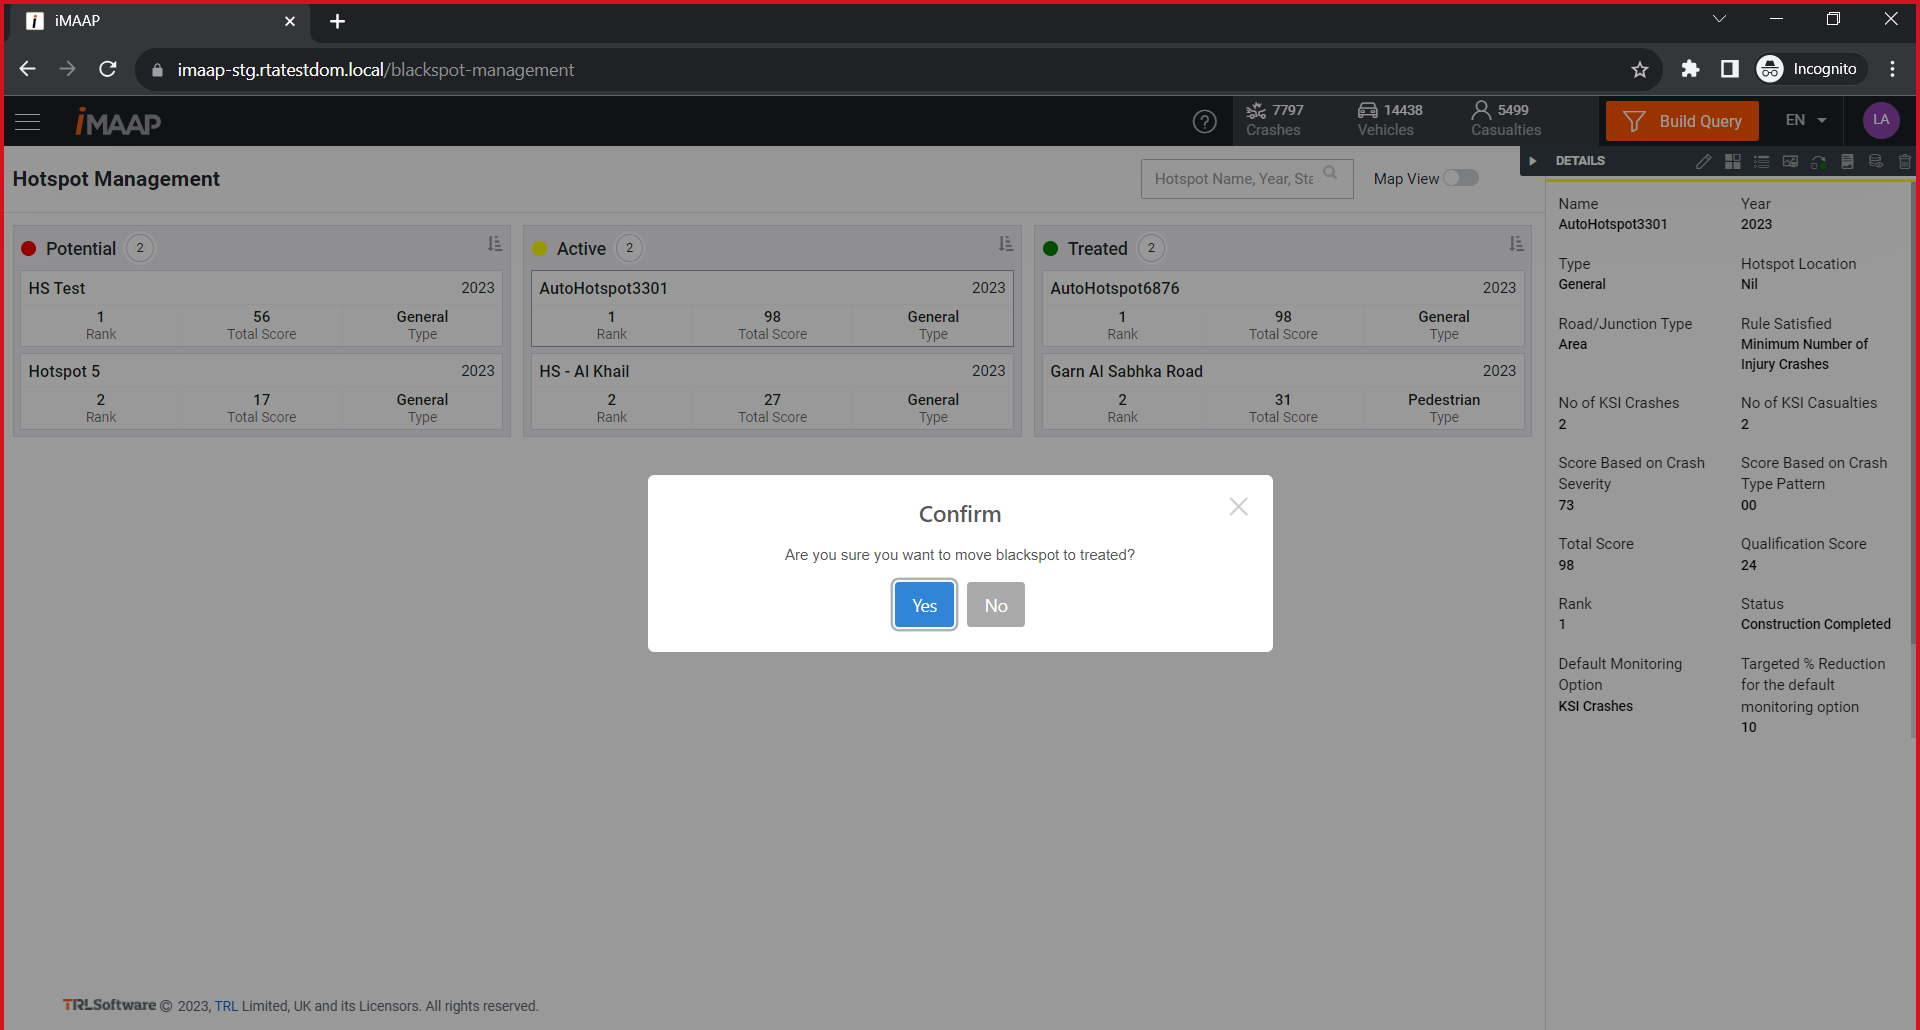 iMAAP
imaap-stg.rtatestdom.local/blackspot-management
Incognito
iMAAP
7797
Crashes
14438
Vehicles
5499
Casualties
Build Query
EN
LA
Hotspot Management
Hotspot Name, Year, Sta
Map View
DETAILS
Potential 2
HS Test 2023
1 56 General
Rank Total Score Type
Hotspot 5 2023
2 17 General
Rank Total Score Type
Active 2
AutoHotspot3301 2023
1 98 General
Rank Total Score Type
HS - Al Khail 2023
2 27 General
Rank Total Score Type
Treated 2
AutoHotspot6876 2023
1 98 General
Rank Total Score Type
Garn Al Sabhka Road 2023
2 31 Pedestrian
Rank Total Score Type
Name Year
AutoHotspot3301 2023
Type Hotspot Location
General Nil
Road/Junction Type Rule Satisfied
Area Minimum Number of
Injury Crashes
No of KSI Crashes No of KSI Casualties
2 2
Score Based on Crash Score Based on Crash
Severity Type Pattern
73 00
Total Score Qualification Score
98 24
Rank Status
1 Construction Completed
Default Monitoring Targeted % Reduction
Option for the default
KSI Crashes monitoring option
10
Confirm
Are you sure you want to move blackspot to treated?
Yes No
TRLSoftware © 2023, TRL Limited, UK and its Licensors. All rights reserved.